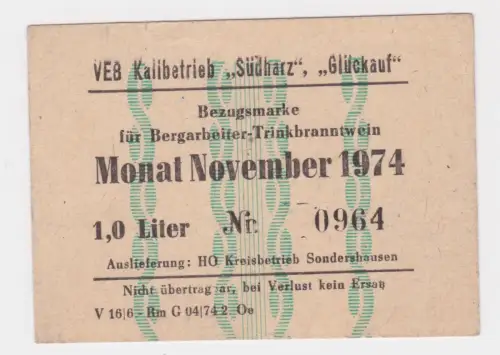 VEB Kalibetrieb „Südharz", „Glückauf"
Bezugsmarke
für Bergarbeiter-Trinkbranntwein
Monat November 1974
1,0 Liter Nr. 0964
Auslieferung: HO Kreisbetrieb Sondershausen
Nicht übertragbar, bei Verlust kein Ersatz
V 16/6 - Rm G 94/74 2 Oe